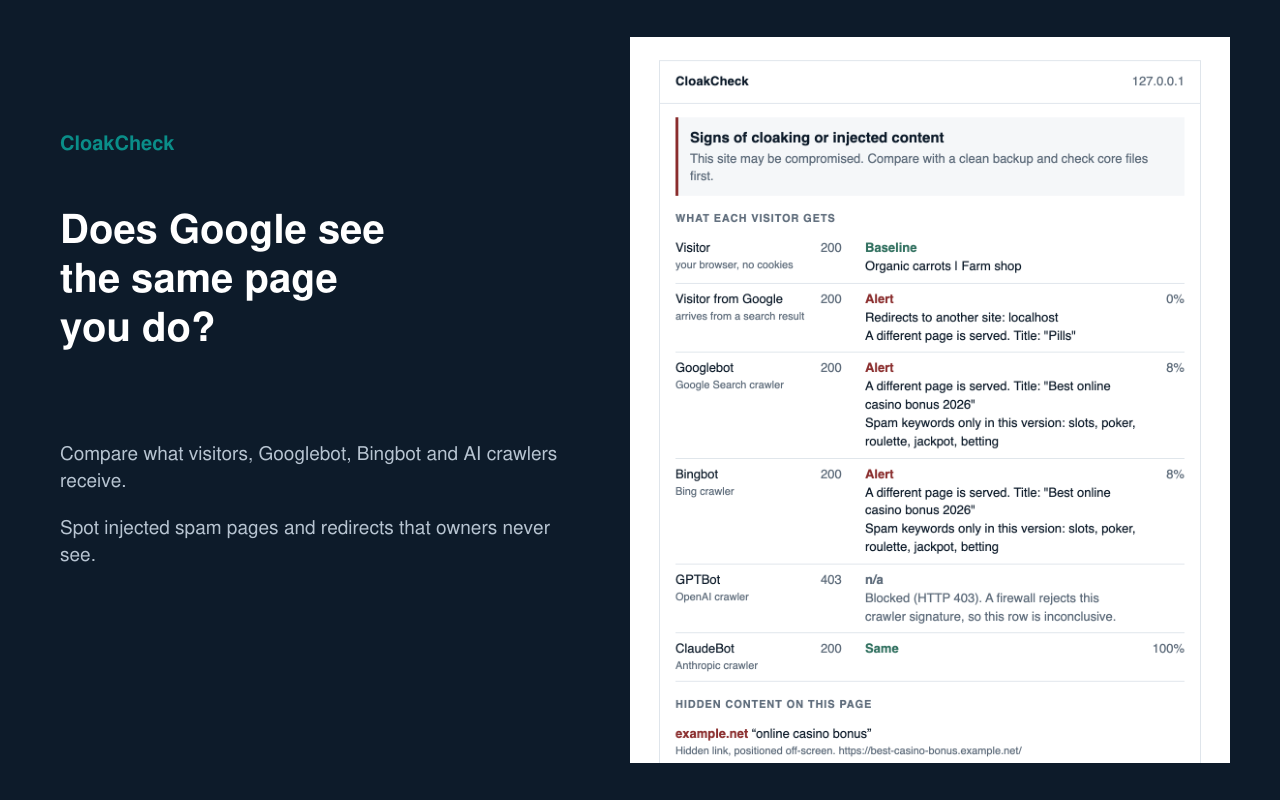 CloakCheck
Does Google see
the same page
you do?
Compare what visitors, Googlebot, Bingbot and AI crawlers
receive.
Spot injected spam pages and redirects that owners never
see.
CloakCheck 127.0.0.1
Signs of cloaking or injected content
This site may be compromised. Compare with a clean backup and check core files
first.
WHAT EACH VISITOR GETS
Visitor 200 Baseline
your browser, no cookies Organic carrots | Farm shop
Visitor from Google 200 Alert 0%
arrives from a search result Redirects to another site: localhost
A different page is served. Title: "Pills"
Googlebot 200 Alert 8%
Google Search crawler A different page is served. Title: "Best online
casino bonus 2026"
Spam keywords only in this version: slots, poker,
roulette, jackpot, betting
Bingbot 200 Alert 8%
Bing crawler A different page is served. Title: "Best online
casino bonus 2026"
Spam keywords only in this version: slots, poker,
roulette, jackpot, betting
GPTBot 403 n/a
OpenAI crawler Blocked (HTTP 403). A firewall rejects this
crawler signature, so this row is inconclusive.
ClaudeBot 200 Same 100%
Anthropic crawler
HIDDEN CONTENT ON THIS PAGE
example.net “online casino bonus”
Hidden link, positioned off-screen. https://best-casino-bonus.example.net/